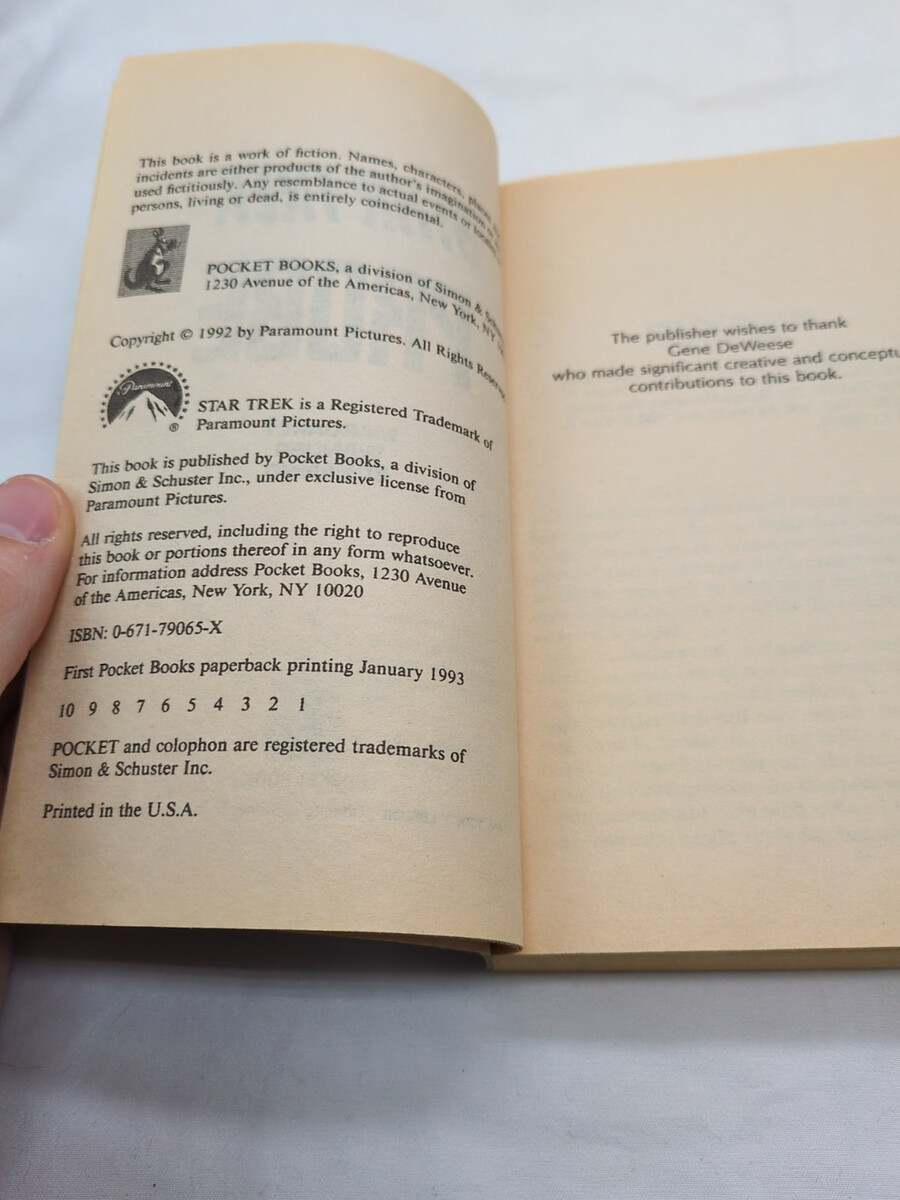 This book is a work of fiction. Names, characters, places
incidents are either products of the author's imagination or
used fictitiously. Any resemblance to actual events or
persons, living or dead, is entirely coincidental.
POCKET BOOKS, a division of Simon &
1230 Avenue of the Americas, New York, NY
Copyright © 1992 by Paramount Pictures. All Rights
Paramount
®
STAR TREK is a Registered Trademark of
Paramount Pictures.
This book is published by Pocket Books, a division of
Simon & Schuster Inc., under exclusive license from
Paramount Pictures.
All rights reserved, including the right to reproduce
this book or portions thereof in any form whatsoever.
For information address Pocket Books, 1230 Avenue
of the Americas, New York, NY 10020
ISBN: 0-671-79065-X
First Pocket Books paperback printing January 1993
10 9 8 7 6 5 4 3 2 1
POCKET and colophon are registered trademarks of
Simon & Schuster Inc.
Printed in the U.S.A.
The publisher wishes to thank
Gene DeWeese
who made significant creative and conceptu
contributions to this book.